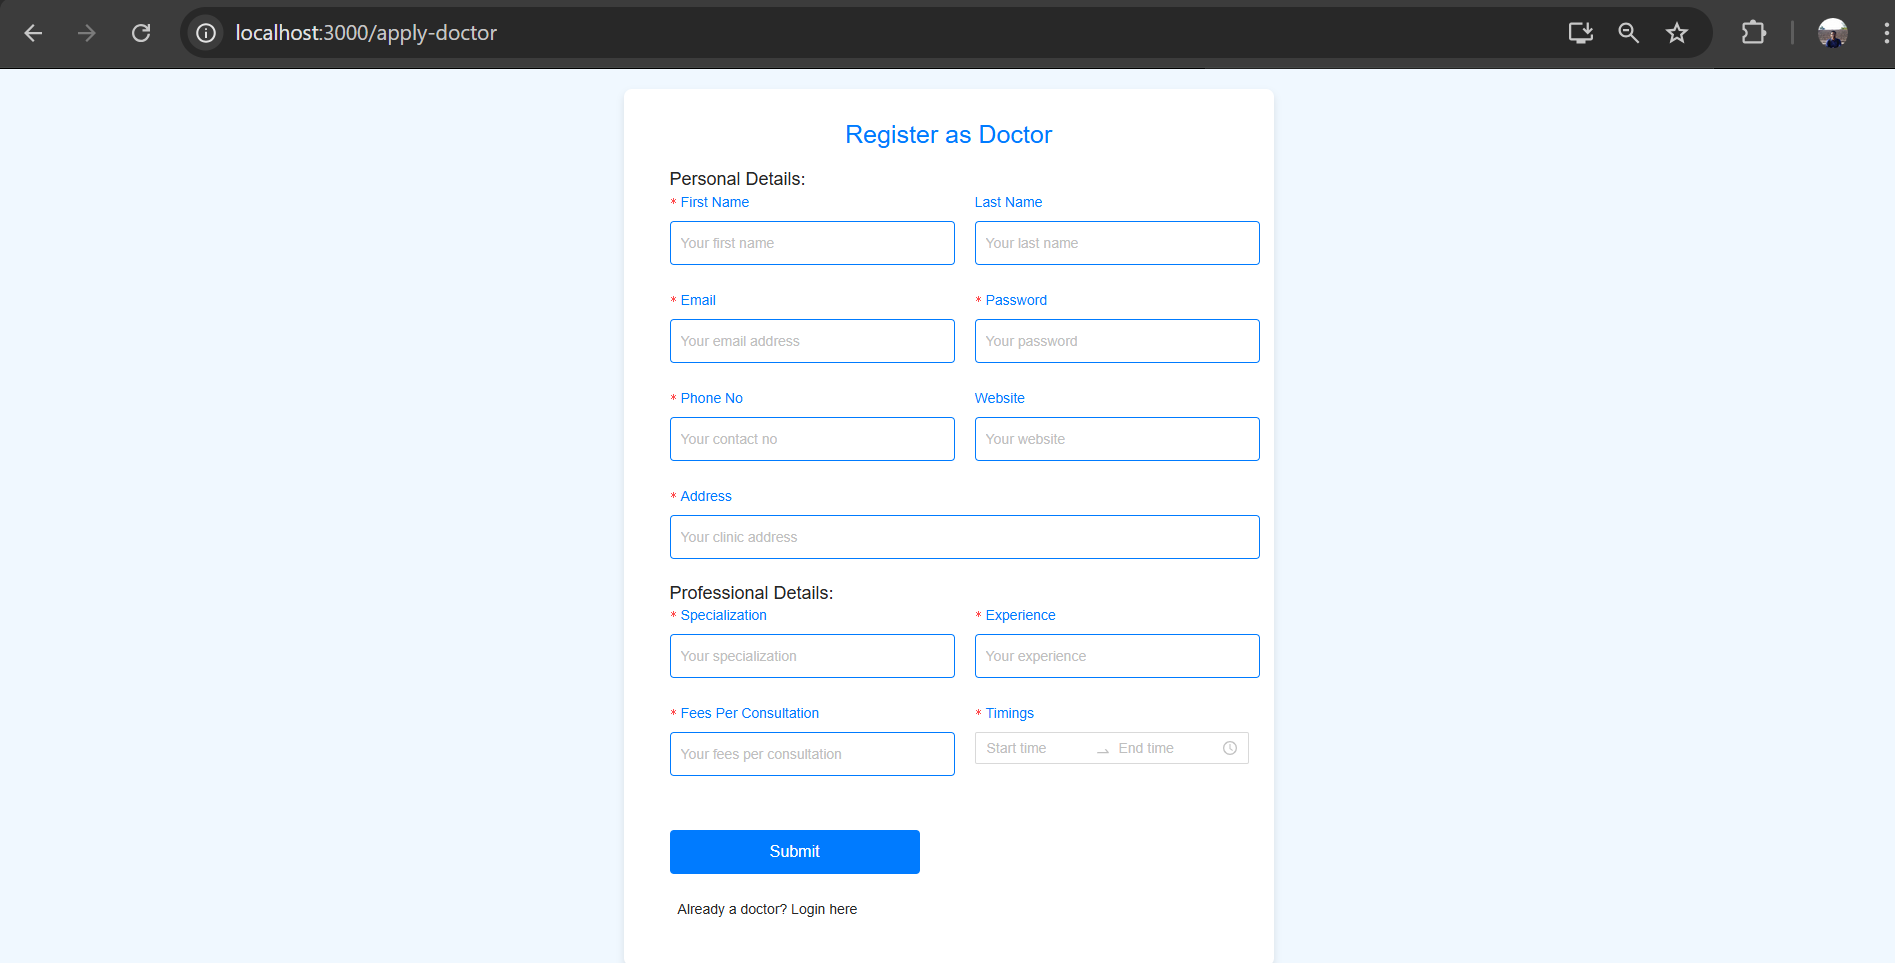 localhost:3000/apply-doctor
Register as Doctor
Personal Details:
* First Name Last Name
Your first name Your last name
* Email * Password
Your email address Your password
* Phone No Website
Your contact no Your website
* Address
Your clinic address
Professional Details:
* Specialization * Experience
Your specialization Your experience
* Fees Per Consultation * Timings
Your fees per consultation Start time → End time
Submit
Already a doctor? Login here